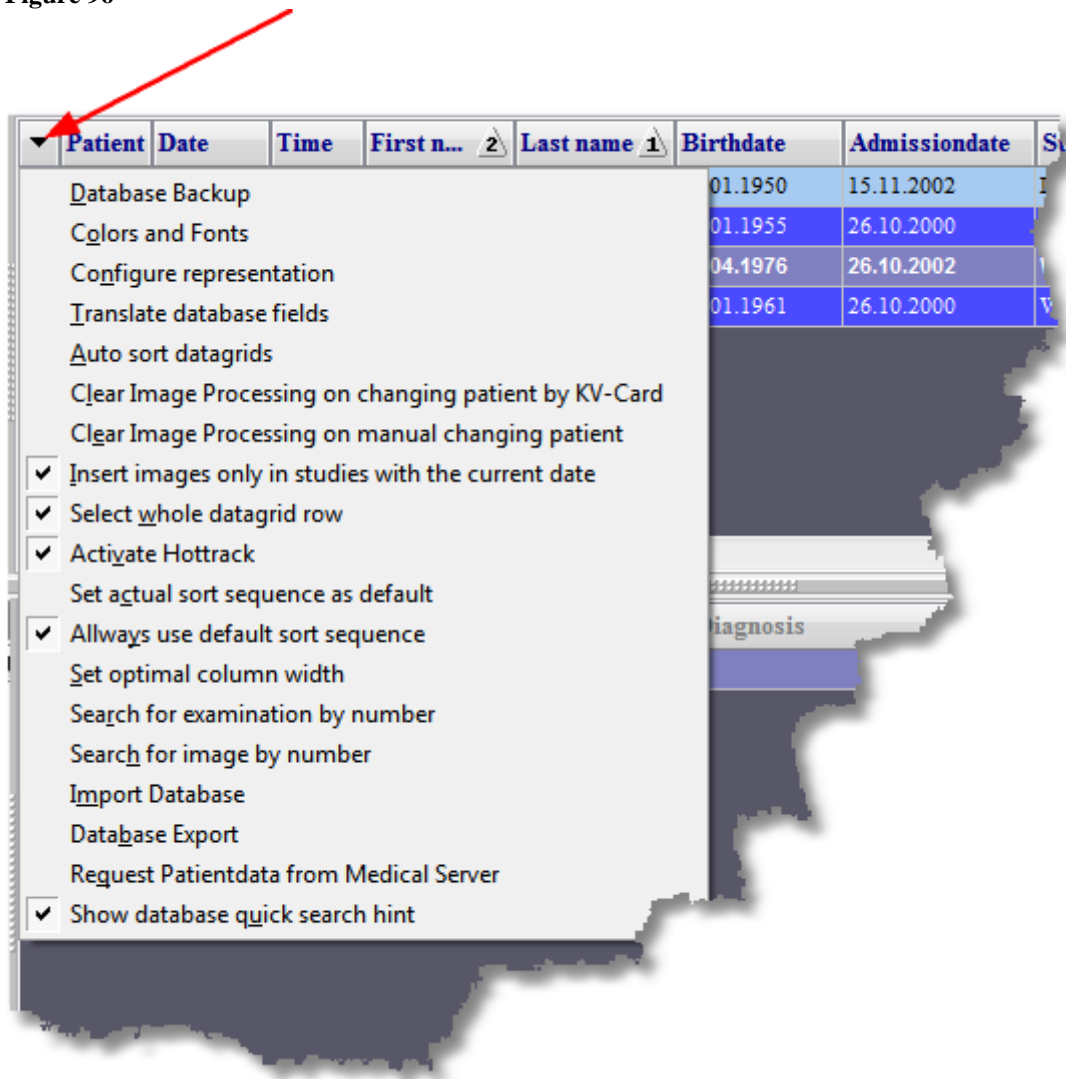 Patient Date Time First n... 2 Last name 1 Birthdate Admissiondate
01.1950 15.11.2002
01.1955 26.10.2000
04.1976 26.10.2002
01.1961 26.10.2000
Database Backup
Colors and Fonts
Configure representation
Translate database fields
Auto sort datagrids
Clear Image Processing on changing patient by KV-Card
Clear Image Processing on manual changing patient
Insert images only in studies with the current date
Select whole datagrid row
Activate Hottrack
Set actual sort sequence as default
Allways use default sort sequence
iagnosis
Set optimal column width
Search for examination by number
Search for image by number
Import Database
Database Export
Request Patientdata from Medical Server
Show database quick search hint